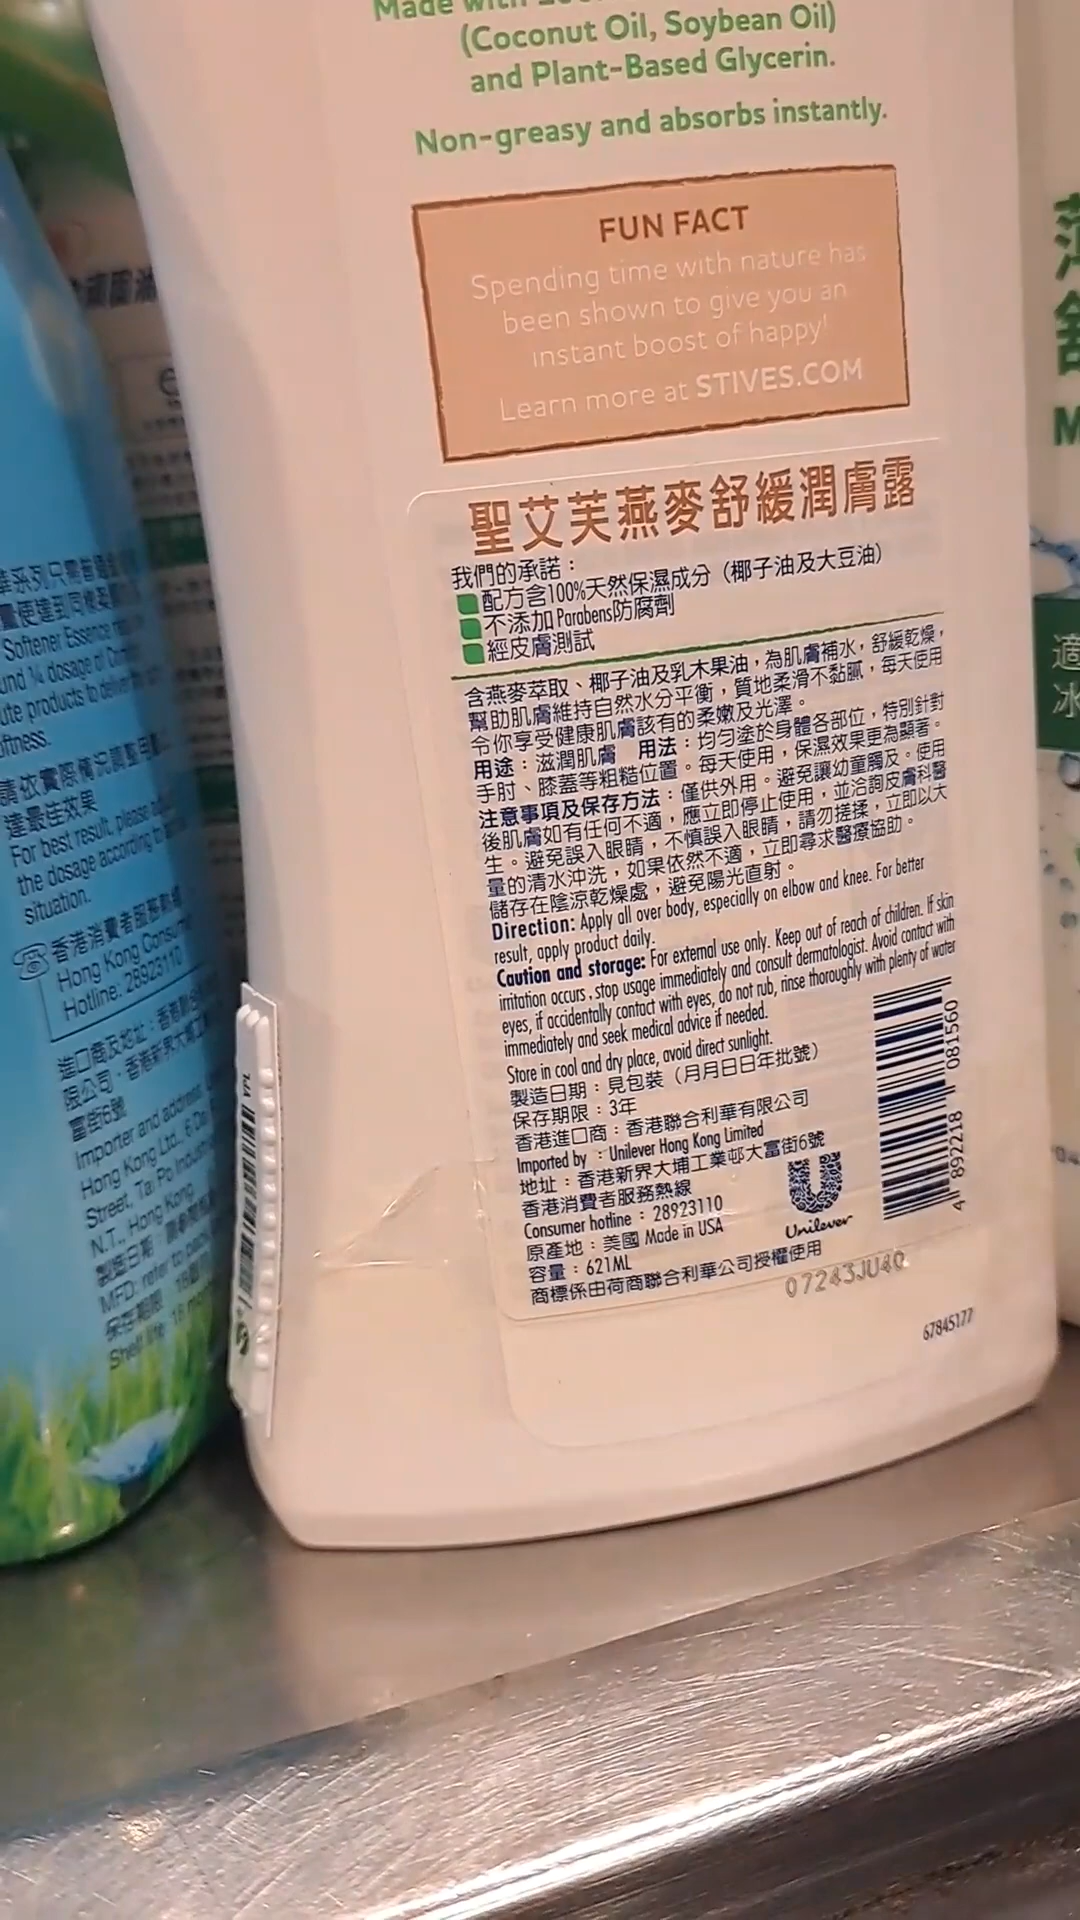 Made with
(Coconut Oil, Soybean Oil)
and Plant-Based Glycerin.
Non-greasy and absorbs instantly.
FUN FACT
Spending time with nature has
been shown to give you an
instant boost of happy!
Learn more at STIVES.COM
聖艾芙燕麥舒緩潤膚露
我們的承諾：
配方含100%天然保濕成分（椰子油及大豆油）
不添加Parabens防腐劑
經皮膚測試
含燕麥萃取、椰子油及乳木果油，為肌膚補水，舒緩乾燥，
幫助肌膚維持自然水分平衡，質地柔滑不黏膩，每天使用
令你享受健康肌膚該有的柔嫩及光澤。
用途：滋潤肌膚 用法：均勻塗於身體各部位，特別針對
手肘、膝蓋等粗糙位置。每天使用，保濕效果更為顯著。
注意事項及保存方法：僅供外用。避免讓幼童觸及。使用
後肌膚如有任何不適，應立即停止使用，並洽詢皮膚科醫
生。避免誤入眼睛，不慎誤入眼睛，請勿搓揉，立即以大
量的清水沖洗，如果依然不適，立即尋求醫療協助。
儲存在陰涼乾燥處，避免陽光直射。
Direction: Apply all over body, especially on elbow and knee. For better
result, apply product daily.
Caution and storage: For external use only. Keep out of reach of children. If skin
irritation occurs, stop usage immediately and consult dermatologist. Avoid contact with
eyes, if accidentally contact with eyes, do not rub, rinse thoroughly with plenty of water
immediately and seek medical advice if needed.
Store in cool and dry place, avoid direct sunlight.
製造日期：見包裝（月月日日年批號）
保存期限：3年
香港進口商：香港聯合利華有限公司
Imported by : Unilever Hong Kong Limited
地址：香港新界大埔工業邨大富街6號
香港消費者服務熱線
Consumer hotline : 28923110
原產地：美國 Made in USA
容量：621ML
商標係由荷商聯合利華公司授權使用
Unilever
4 892218 081560
07243JU40
67845177
Softener Essence
dosage of
products to
請依實際情況調整用
達最佳效果
For best result, please
the dosage according to
situation.
香港消費者服務熱線
Hong Kong Consumer
Hotline: 28923110
進口商及地址：香港
限公司，香港新界大埔工
富街6號
Importer and address
Hong Kong Ltd., 6 Da
Street, Tai Po Indust
N.T., Hong Kong
製造日期
MFD: refer to
保存期限
Shelf life
M
適
冰